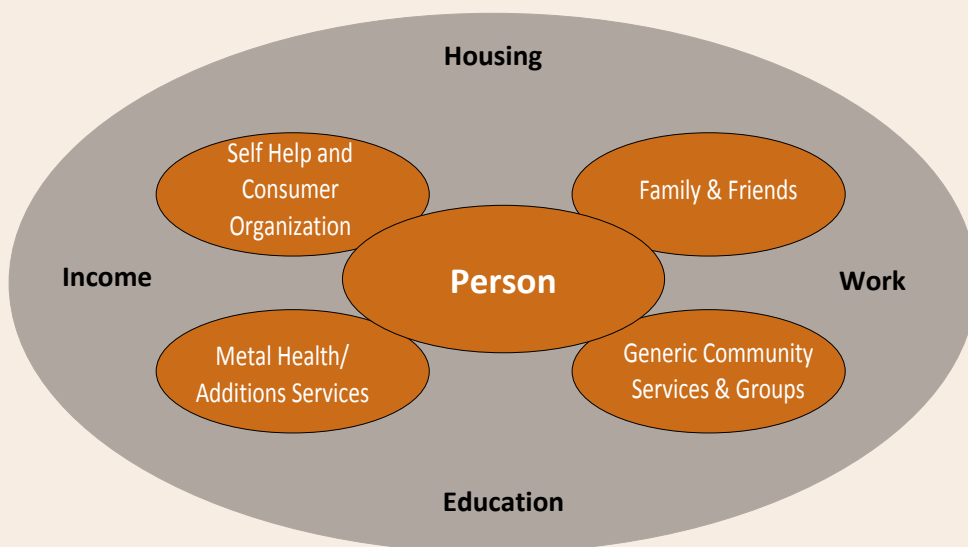 Housing
Self Help and
Consumer
Organization
Family & Friends
Income
Person
Work
Metal Health/
Additions Services
Generic Community
Services & Groups
Education